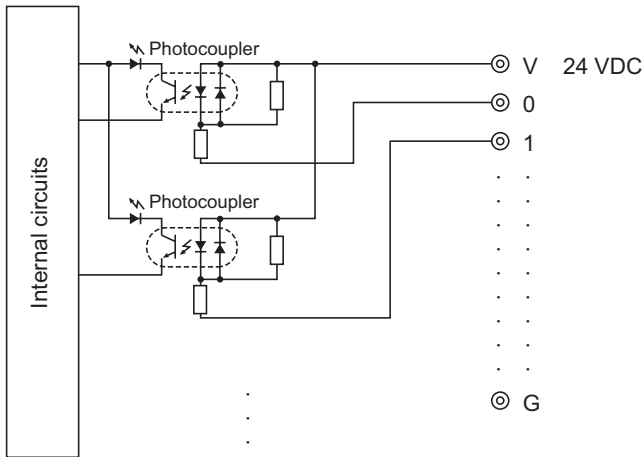 Photocoupler
V 24 VDC
0
1
Photocoupler
Internal circuits
G